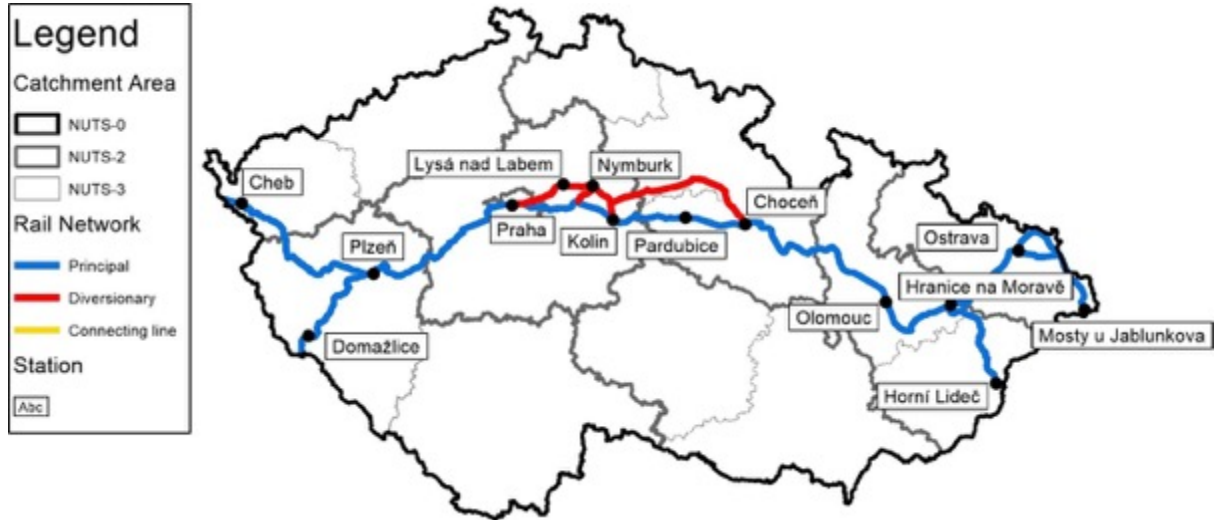 Legend
Catchment Area
NUTS-0
NUTS-2
NUTS-3
Rail Network
Principal
Diversionary
Connecting line
Station
Abc
Lysá nad Labem
Nymburk
Cheb
Choceň
Praha
Kolin
Pardubice
Plzeň
Ostrava
Hranice na Moravě
Olomouc
Domažlice
Mosty u Jablunkova
Horní Lideč